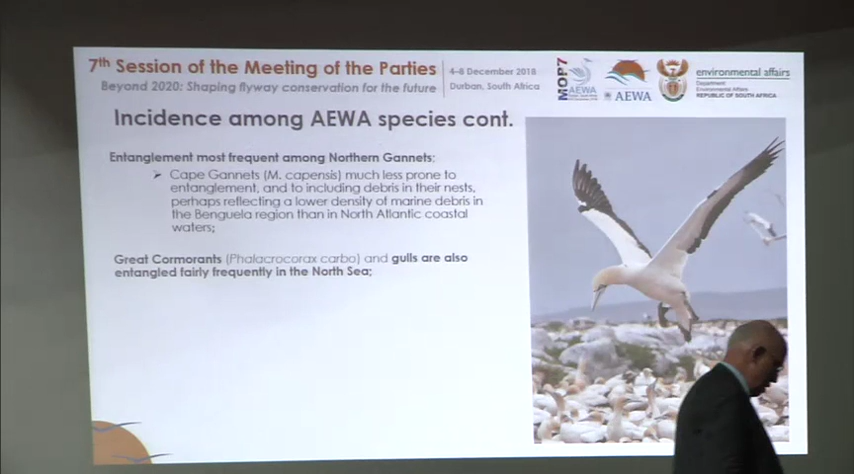 7th Session of the Meeting of the Parties
Beyond 2020: Shaping flyway conservation for the future
4-8 December 2018
Durban, South Africa
MOP7
AEWA
AEWA
environmental affairs
Department:
Environmental Affairs
REPUBLIC OF SOUTH AFRICA
Incidence among AEWA species cont.
Entanglement most frequent among Northern Gannets:
➢ Cape Gannets (M. capensis) much less prone to
entanglement, and to including debris in their nests,
perhaps reflecting a lower density of marine debris in
the Benguela region than in North Atlantic coastal
waters;
Great Cormorants (Phalacrocorax carbo) and gulls are also
entangled fairly frequently in the North Sea;